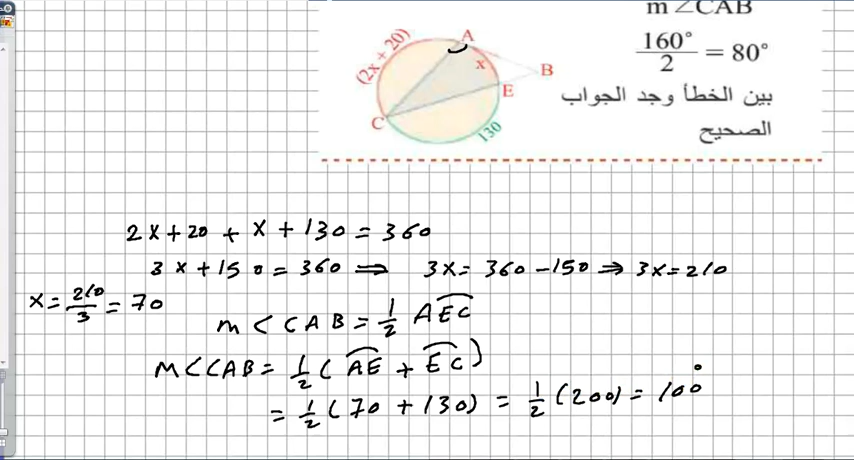 m∠CAB
160°/2 = 80°
بين الخطأ وجد الجواب
الصحيح
(2x + 20)
A
x
B
E
C
130
2x+20 + x + 130 = 360
3x + 150 = 360 ⇒ 3x = 360 - 150 ⇒ 3x = 210
x = 210/3 = 70
m < CAB = 1/2 AEC
m < CAB = 1/2 ( AE + EC )
= 1/2 ( 70 + 130 ) = 1/2 (200) = 100°